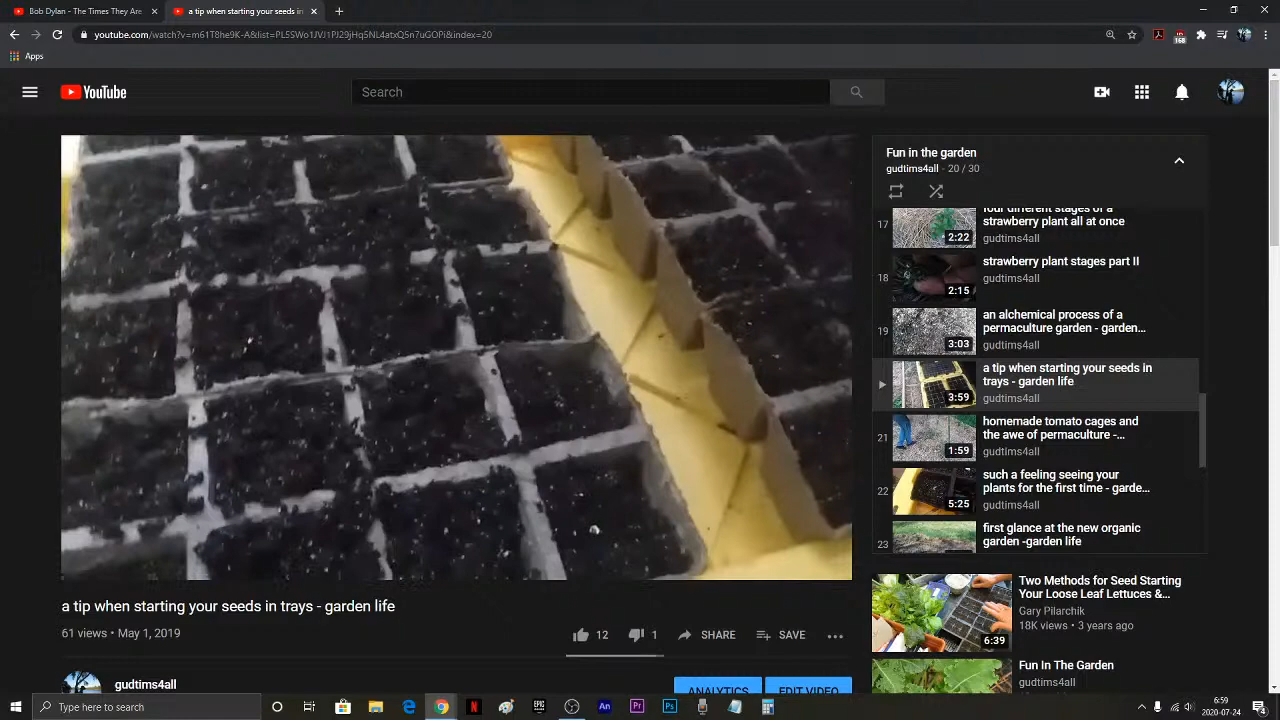 Bob Dylan - The Times They Are
a tip when starting your seeds in
youtube.com/watch?v=m61T8he9K-A&list=PL5SWo1JVJ1PJ29jHq5NL4atxQ5n7uGOPi&index=20
168
Apps
YouTube
Search
Fun in the garden
gudtims4all - 20 / 30
17
2:22
four different stages of a
strawberry plant all at once
gudtims4all
18
2:15
strawberry plant stages part II
gudtims4all
19
3:03
an alchemical process of a
permaculture garden - garden...
gudtims4all
3:59
a tip when starting your seeds in
trays - garden life
gudtims4all
21
1:59
homemade tomato cages and
the awe of permaculture -...
gudtims4all
22
5:25
such a feeling seeing your
plants for the first time - garde...
gudtims4all
23
first glance at the new organic
garden -garden life
a tip when starting your seeds in trays - garden life
61 views • May 1, 2019
12
1
SHARE
SAVE
gudtims4all
ANALYTICS
EDIT VIDEO
6:39
Two Methods for Seed Starting
Your Loose Leaf Lettuces &...
Gary Pilarchik
18K views • 3 years ago
Fun In The Garden
gudtims4all
Type here to search
N
EPIC
An
Pr
Ps
6:59
2020-07-24